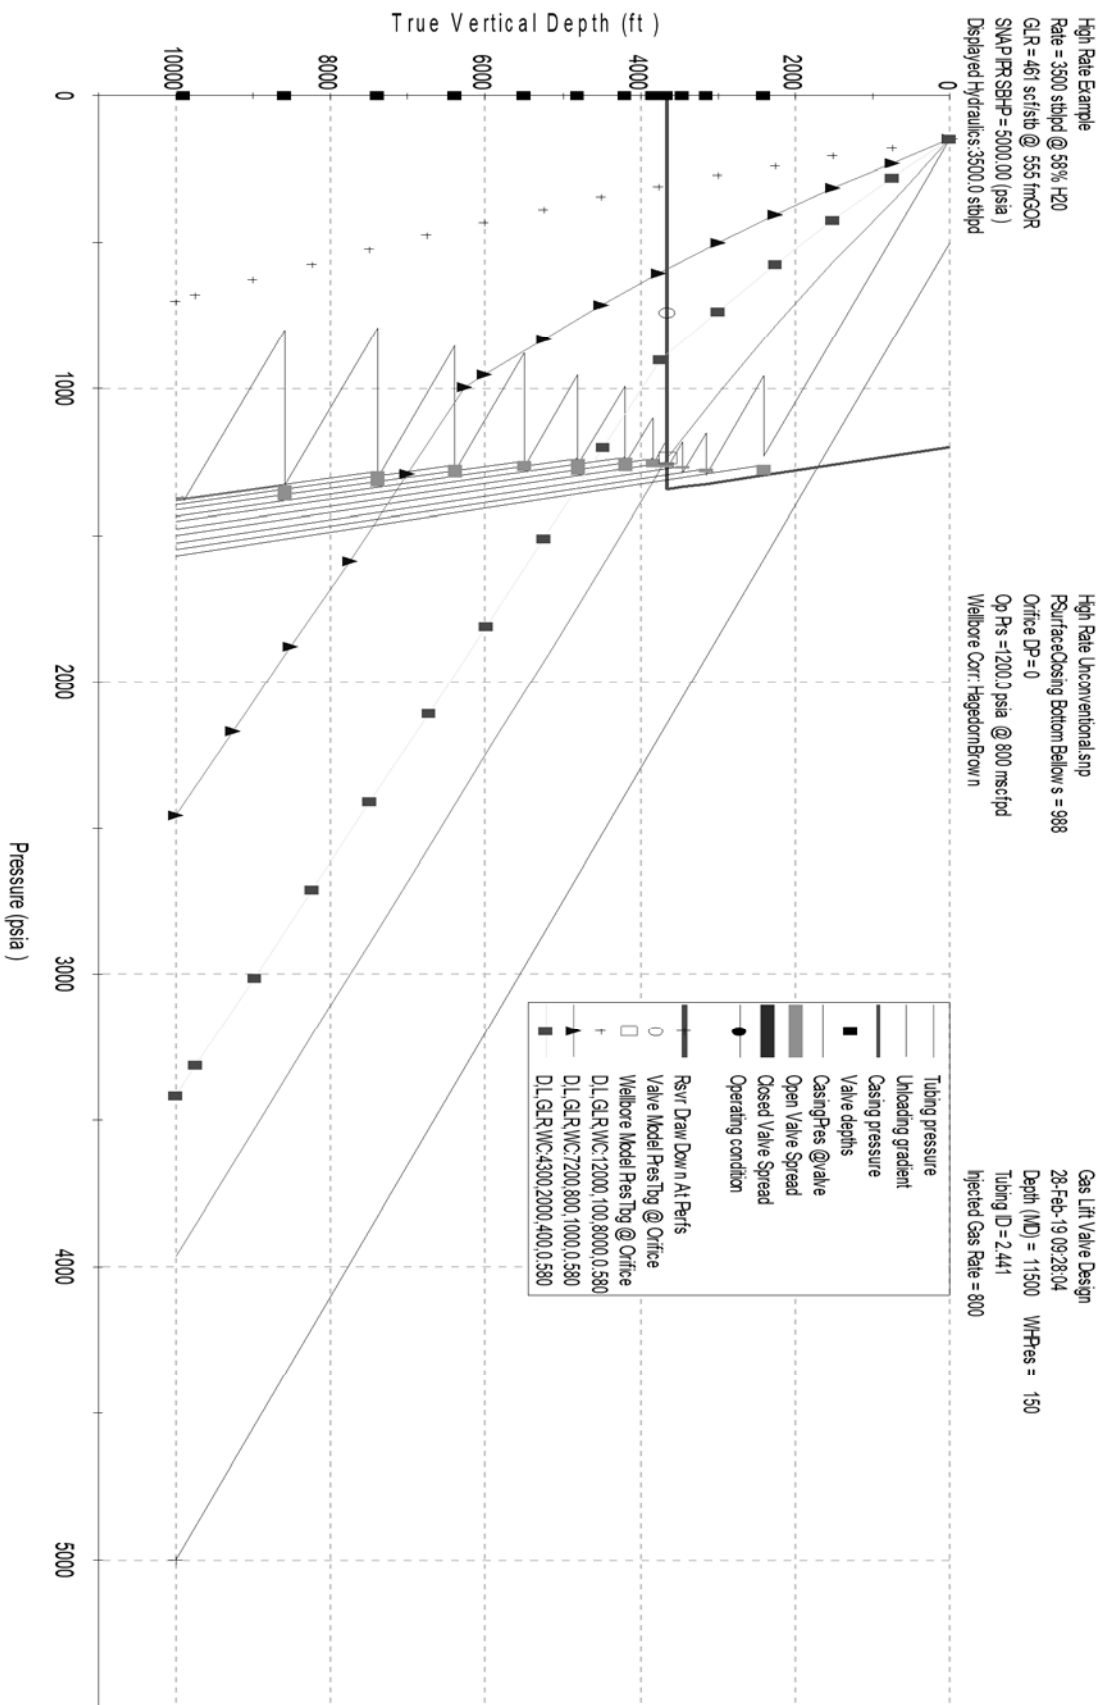 High Rate Example
Rate = 3500 stblpd @ 58% H20
GLR = 461 scf/stb @ 555 fmGOR
SNAP IPR SBHP = 5000.00 (psia )
Displayed Hydraulics:3500.0 stblpd
High Rate Unconventional.snp
PSurfaceClosing Bottom Bellows = 988
Orifice DP = 0
Op Prs =1200.0 psia @ 800 mscfpd
Wellbore Corr: HagedornBrown
Gas Lift Valve Design
28-Feb-19 09:28:04
Depth (MD) = 11500 WHPres = 150
Tubing ID = 2.441
Injected Gas Rate = 800
True Vertical Depth (ft )
0
2000
4000
6000
8000
10000
0
1000
2000
3000
4000
5000
Pressure (psia )
Tubing pressure
Unloading gradient
Casing pressure
Valve depths
CasingPres @valve
Open Valve Spread
Closed Valve Spread
Operating condition
Rsvr Draw Down At Perfs
Valve Model Pres Tbg @ Orifice
Wellbore Model Pres Tbg @ Orifice
D,L,GLR,WC:12000,100,8000,0.580
D,L,GLR,WC:7200,800,1000,0.580
D,L,GLR,WC:4300,2000,400,0.580